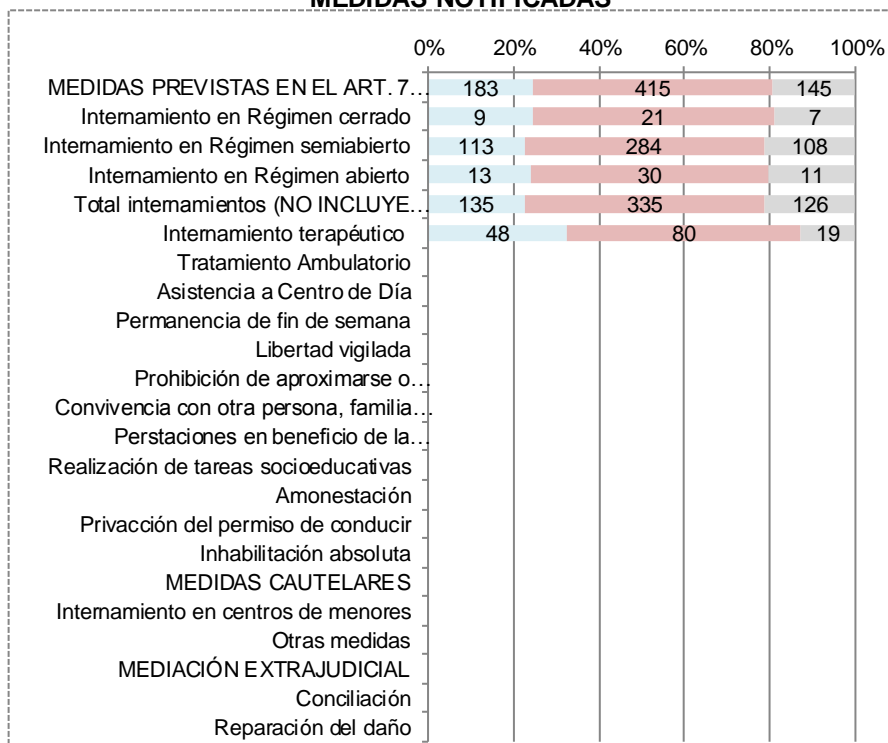 MEDIDAS NOTIFICADAS
0% 20% 40% 60% 80% 100%
MEDIDAS PREVISTAS EN EL ART. 7... 183 415 145
Internamiento en Régimen cerrado 9 21 7
Internamiento en Régimen semiabierto 113 284 108
Internamiento en Régimen abierto 13 30 11
Total internamientos (NO INCLUYE... 135 335 126
Internamiento terapéutico 48 80 19
Tratamiento Ambulatorio
Asistencia a Centro de Día
Permanencia de fin de semana
Libertad vigilada
Prohibición de aproximarse o...
Convivencia con otra persona, familia...
Perstaciones en beneficio de la...
Realización de tareas socioeducativas
Amonestación
Privacción del permiso de conducir
Inhabilitación absoluta
MEDIDAS CAUTELARES
Internamiento en centros de menores
Otras medidas
MEDIACIÓN EXTRAJUDICIAL
Conciliación
Reparación del daño